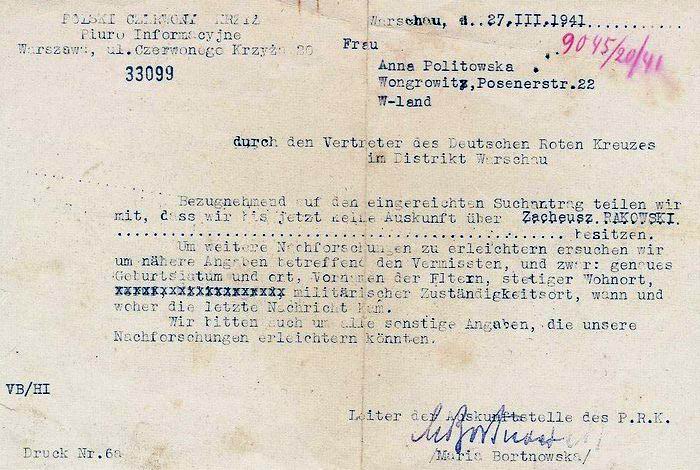 POLSKI CZERWONY KRZYŻ
Biuro Informacyjne
Warszawa, ul.Czerwonego Krzyża 20
33099
Warschau, d. 27.III.1941
9045/20/41
Frau
Anna Politowska
Wongrowitz, Posenerstr.22
W-land
durch den Vertreter des Deutschen Roten Kreuzes
im Distrikt Warschau
Bezugnehmend auf den eingereichten Suchantrag teilen wir
mit, dass wir bis jetzt keine Auskunft über Zacheusz RAKOWSKI.
besitzen.
Um weitere Nachforschungen zu erleichtern ersuchen wir
um nähere Angaben betreffend den Vermissten, und zwar: genaues
Geburtsdatum und ort, Vornamen der Eltern, stetiger Wohnort,
militärischer Zuständigkeitsort, wann und
woher die letzte Nachricht kam.
Wir bitten auch um alle sonstige Angaben, die unsere
Nachforschungen erleichtern könnten.
VB/HI
Leiter der Auskunftstelle des P.R.K.
MBortnowska
/Maria Bortnowska/
Druck Nr.6a